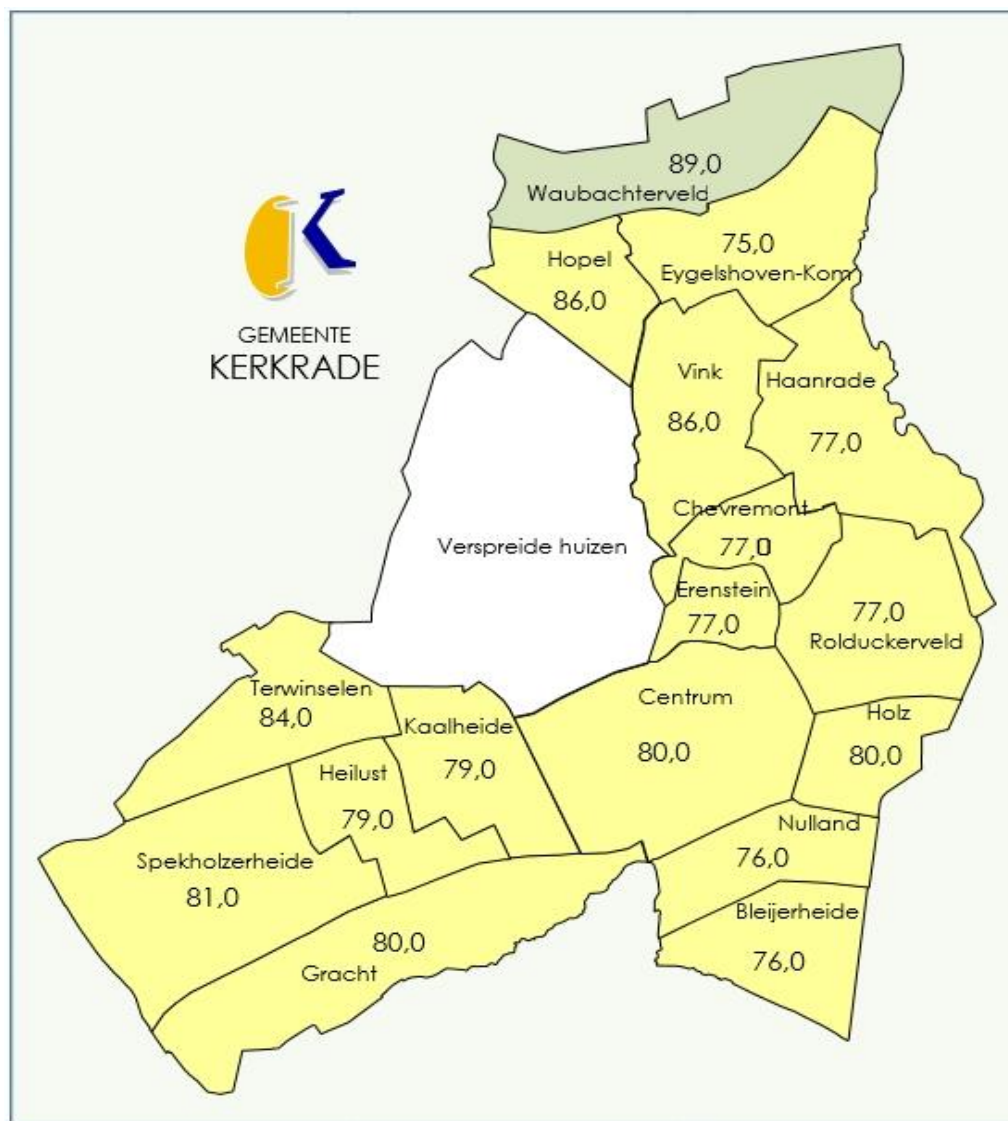 89,0
Waubachterveld
75,0
Eygelshoven-Kom
Hopel
86,0
GEMEENTE
KERKRADE
Vink
86,0
Haanrade
77,0
Chevremont
77,0
Verspreide huizen
Erenstein
77,0
77,0
Rolduckerveld
Terwinselen
84,0
Kaalheide
79,0
Centrum
80,0
Holz
80,0
Heilust
79,0
Nulland
76,0
Spekholzerheide
81,0
Bleijerheide
76,0
80,0
Gracht